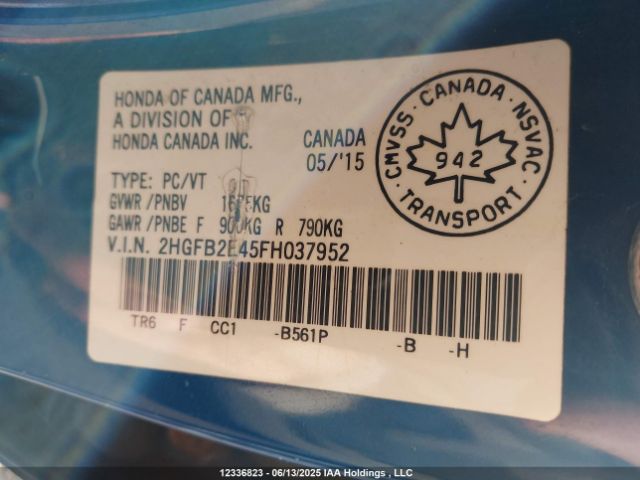 HONDA OF CANADA MFG.,
A DIVISION OF
HONDA CANADA INC.
CANADA
05/'15
TYPE: PC/VT
GVWR/PNBV
GAWR/PNBE F 900KG R 790KG
V.I.N. 2HGFB2E45FH037952
TR6 F CC1 -B561P -B -H
CMVSS · CANADA · NSVAC
942
TRANSPORT
12336823 - 06/13/2025 IAA Holdings , LLC